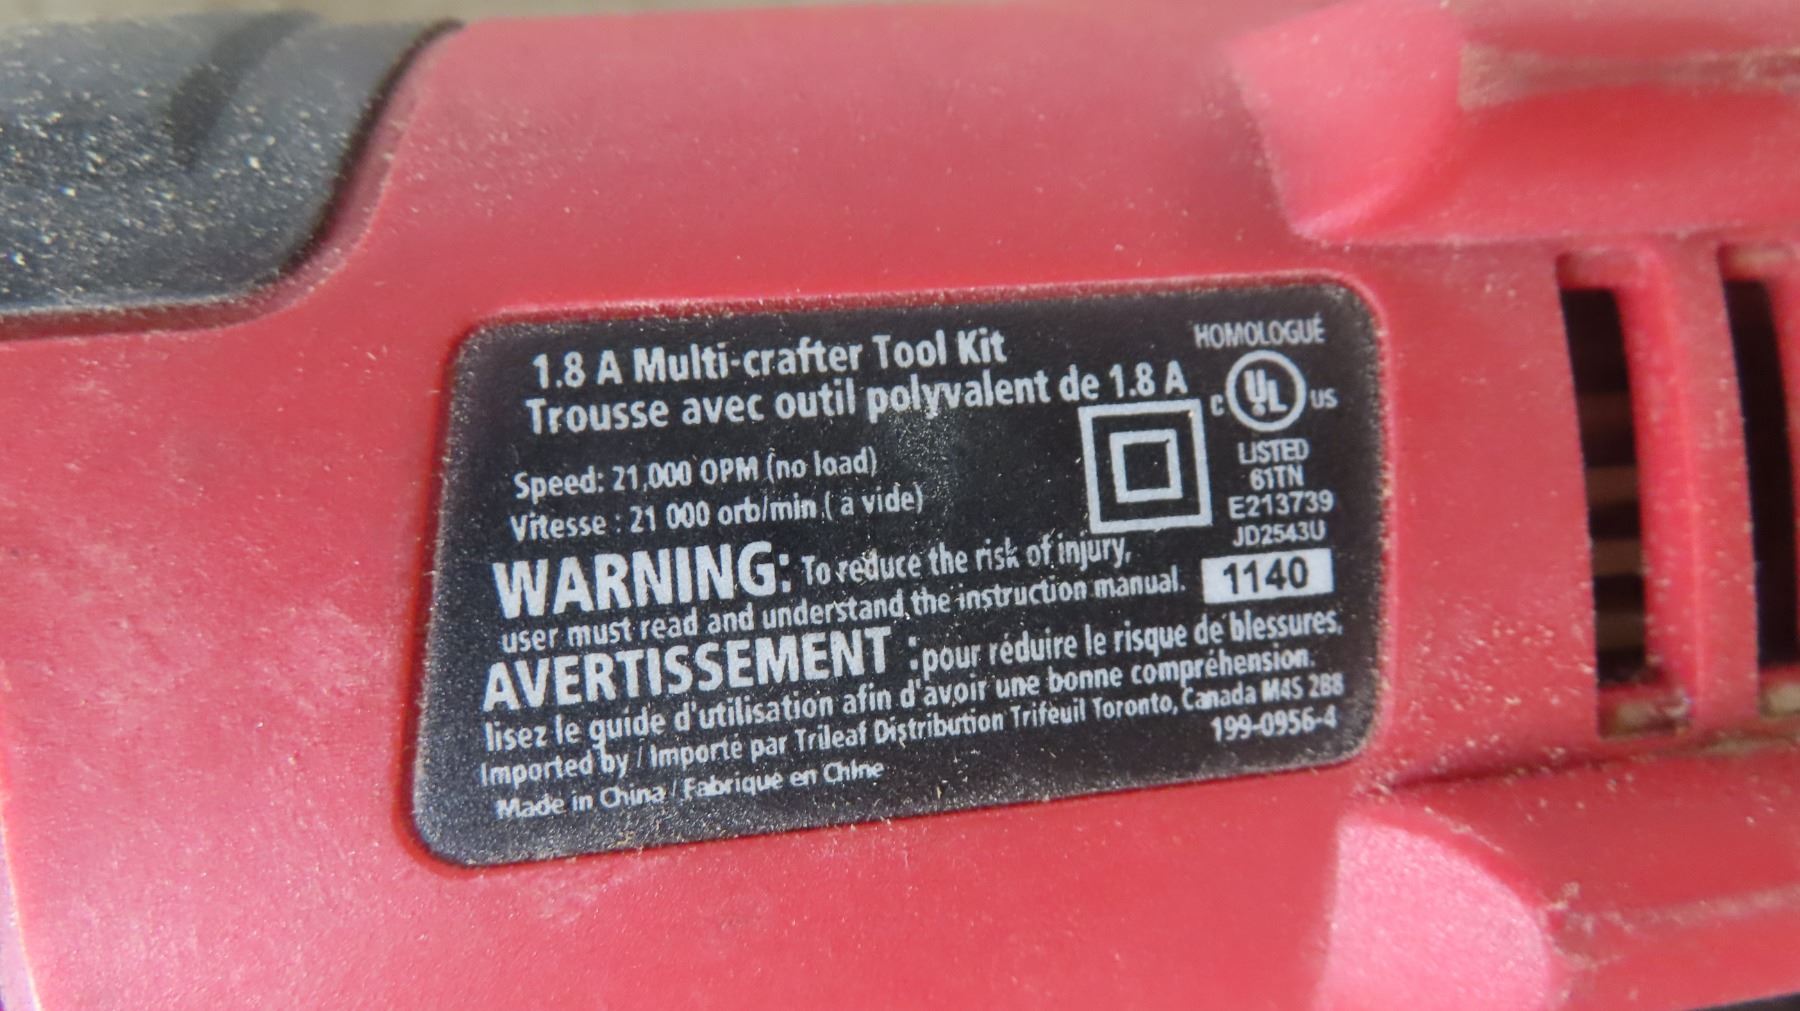 1.8 A Multi-crafter Tool Kit
Trousse avec outil polyvalent de 1.8 A
Speed: 21,000 OPM (no load)
Vitesse : 21 000 orb/min ( a vide)
HOMOLOGUÉ
C UL US
LISTED
61TN
E213739
JD2543U
1140
WARNING: To reduce the risk of injury,
user must read and understand the instruction manual.
AVERTISSEMENT : pour réduire le risque de blessures,
lisez le guide d'utilisation afin d'avoir une bonne compréhension.
Imported by / Importé par Trileaf Distribution Trifeuil Toronto, Canada M4S 2B8
Made in China / Fabriqué en Chine
199-0956-4